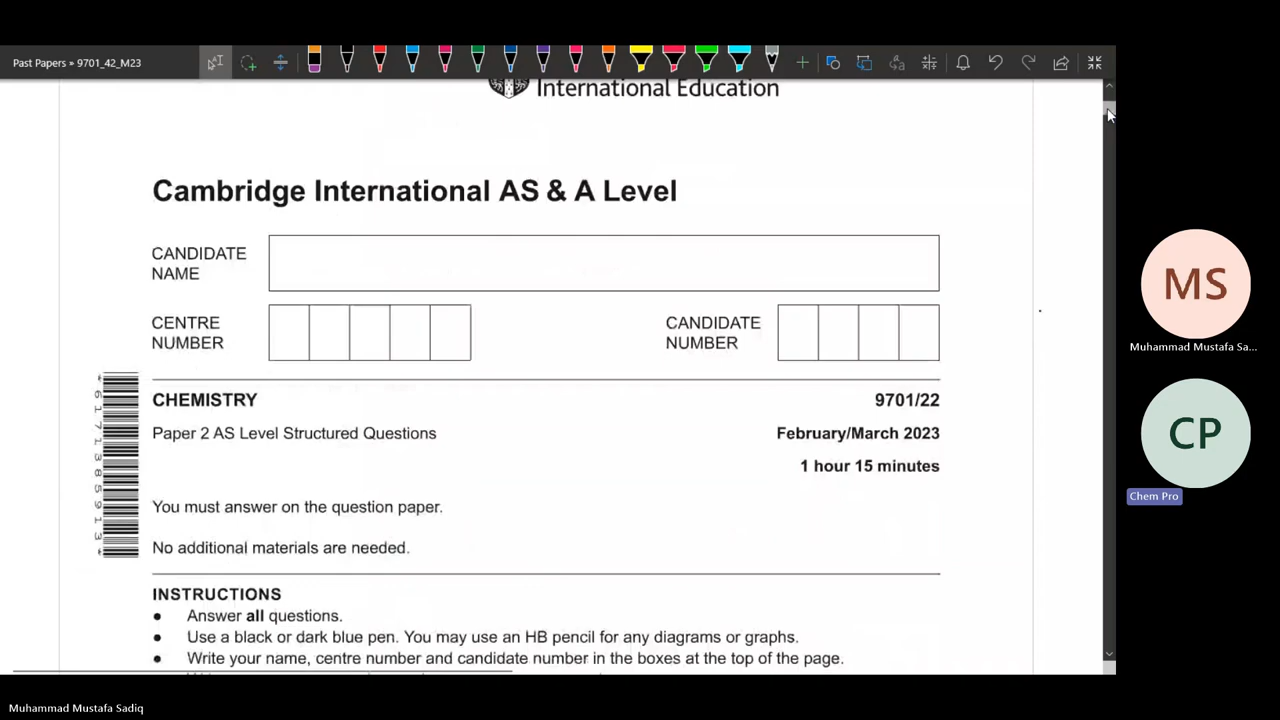 Past Papers » 9701_42_M23
International Education
Cambridge International AS & A Level
CANDIDATE
NAME
CENTRE
NUMBER
CANDIDATE
NUMBER
CHEMISTRY 9701/22
Paper 2 AS Level Structured Questions February/March 2023
1 hour 15 minutes
You must answer on the question paper.
No additional materials are needed.
INSTRUCTIONS
● Answer all questions.
● Use a black or dark blue pen. You may use an HB pencil for any diagrams or graphs.
● Write your name, centre number and candidate number in the boxes at the top of the page.
MS
Muhammad Mustafa Sa...
CP
Chem Pro
Muhammad Mustafa Sadiq